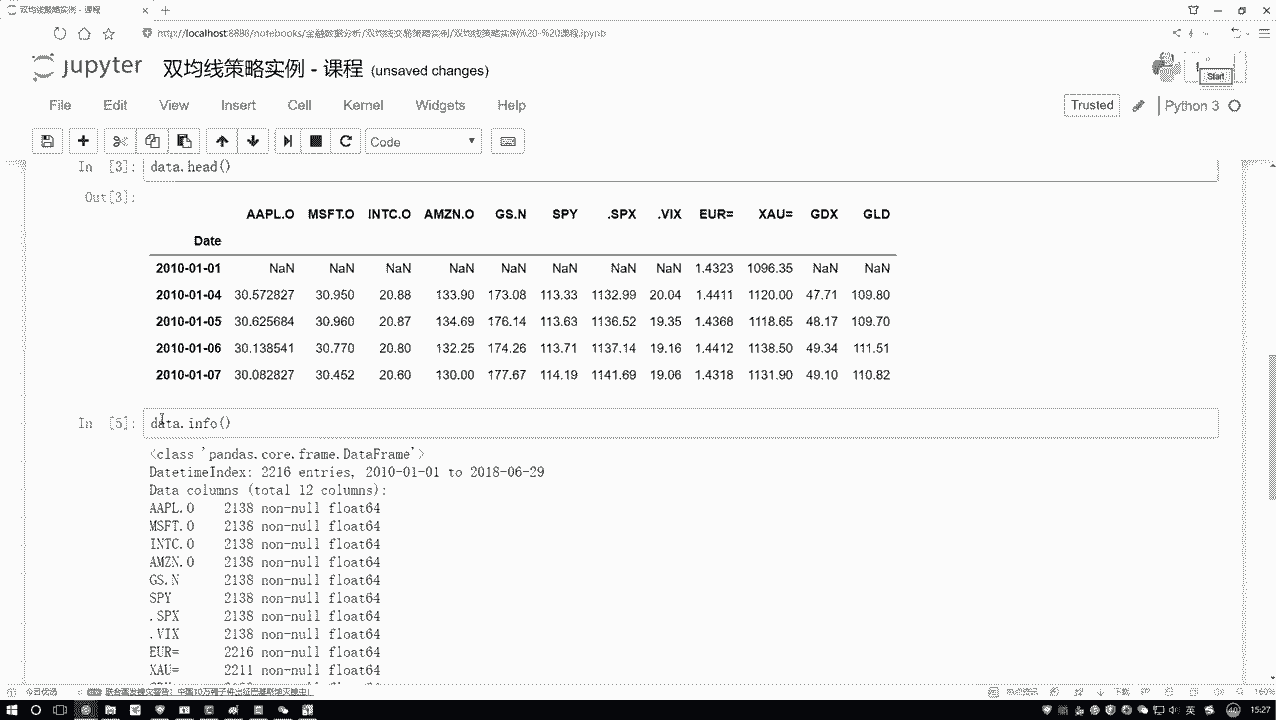 双均线策略实例 - 课程
http://localhost:8888/notebooks/金融数据分析/双均线交易策略实例/双均线策略实例%20-%20课程.ipynb
jupyter 双均线策略实例 - 课程 (unsaved changes)
Start
File Edit View Insert Cell Kernel Widgets Help
Trusted Python 3
Code
In [3]: data.head()
Out[3]:
AAPL.O MSFT.O INTC.O AMZN.O GS.N SPY .SPX .VIX EUR= XAU= GDX GLD
Date
2010-01-01 NaN NaN NaN NaN NaN NaN NaN NaN 1.4323 1096.35 NaN NaN
2010-01-04 30.572827 30.950 20.88 133.90 173.08 113.33 1132.99 20.04 1.4411 1120.00 47.71 109.80
2010-01-05 30.625684 30.960 20.87 134.69 176.14 113.63 1136.52 19.35 1.4368 1118.65 48.17 109.70
2010-01-06 30.138541 30.770 20.80 132.25 174.26 113.71 1137.14 19.16 1.4412 1138.50 49.34 111.51
2010-01-07 30.082827 30.452 20.60 130.00 177.67 114.19 1141.69 19.06 1.4318 1131.90 49.10 110.82
In [5]: data.info()
<class 'pandas.core.frame.DataFrame'>
DatetimeIndex: 2216 entries, 2010-01-01 to 2018-06-29
Data columns (total 12 columns):
AAPL.O 2138 non-null float64
MSFT.O 2138 non-null float64
INTC.O 2138 non-null float64
AMZN.O 2138 non-null float64
GS.N 2138 non-null float64
SPY 2138 non-null float64
.SPX 2138 non-null float64
.VIX 2138 non-null float64
EUR= 2216 non-null float64
XAU= 2211 non-null float64
今日优选
160%
英
15:27